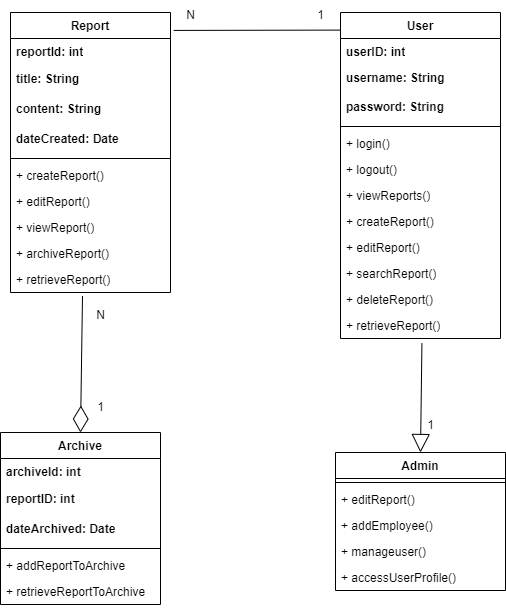 Report
reportId: int
title: String
content: String
dateCreated: Date
+ createReport()
+ editReport()
+ viewReport()
+ archiveReport()
+ retrieveReport()
N
1
User
userID: int
username: String
password: String
+ login()
+ logout()
+ viewReports()
+ createReport()
+ editReport()
+ searchReport()
+ deleteReport()
+ retrieveReport()
N
1
Archive
archiveId: int
reportID: int
dateArchived: Date
+ addReportToArchive
+ retrieveReportToArchive
1
Admin
+ editReport()
+ addEmployee()
+ manageuser()
+ accessUserProfile()